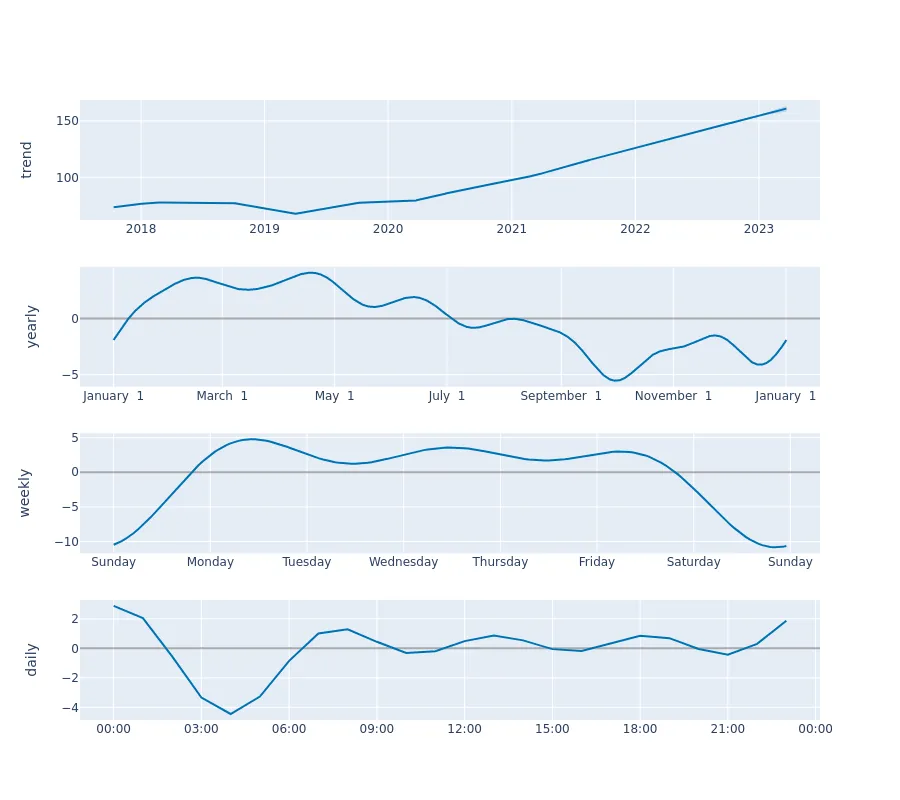 trend
150
100
2018 2019 2020 2021 2022 2023
yearly
0
−5
January 1 March 1 May 1 July 1 September 1 November 1 January 1
weekly
5
0
−5
−10
Sunday Monday Tuesday Wednesday Thursday Friday Saturday Sunday
daily
2
0
−2
−4
00:00 03:00 06:00 09:00 12:00 15:00 18:00 21:00 00:00